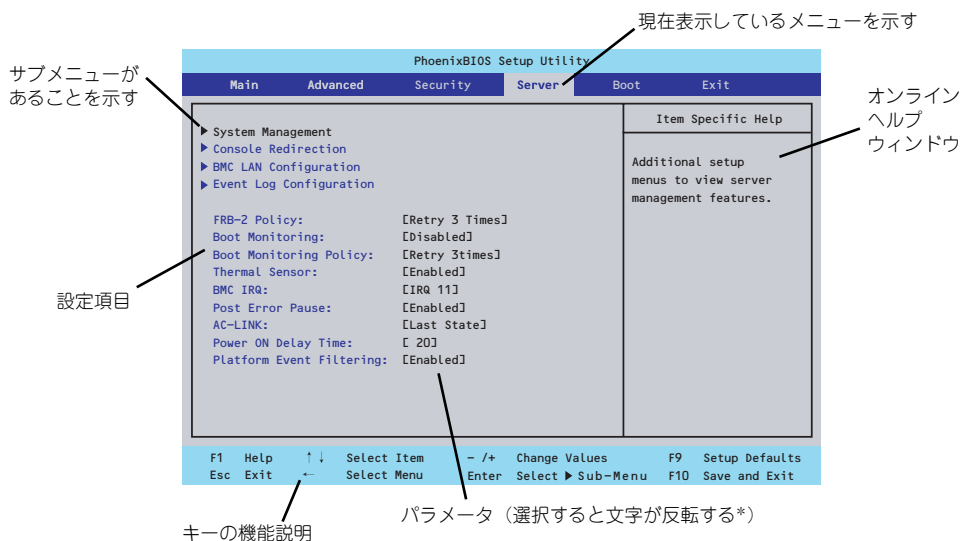 現在表示しているメニューを示す
サブメニューが
あることを示す
PhoenixBIOS Setup Utility
Main Advanced Security Server Boot Exit
オンライン
ヘルプ
ウィンドウ
Item Specific Help
▶ System Management
▶ Console Redirection
▶ BMC LAN Configuration
▶ Event Log Configuration
Additional setup
menus to view server
management features.
FRB-2 Policy: [Retry 3 Times]
Boot Monitoring: [Disabled]
Boot Monitoring Policy: [Retry 3times]
Thermal Sensor: [Enabled]
BMC IRQ: [IRQ 11]
Post Error Pause: [Enabled]
AC-LINK: [Last State]
Power ON Delay Time: [ 20]
Platform Event Filtering: [Enabled]
設定項目
F1 Help ↑↓ Select Item - /+ Change Values F9 Setup Defaults
Esc Exit ← Select Menu Enter Select ▶ Sub-Menu F10 Save and Exit
パラメータ（選択すると文字が反転する*）
キーの機能説明